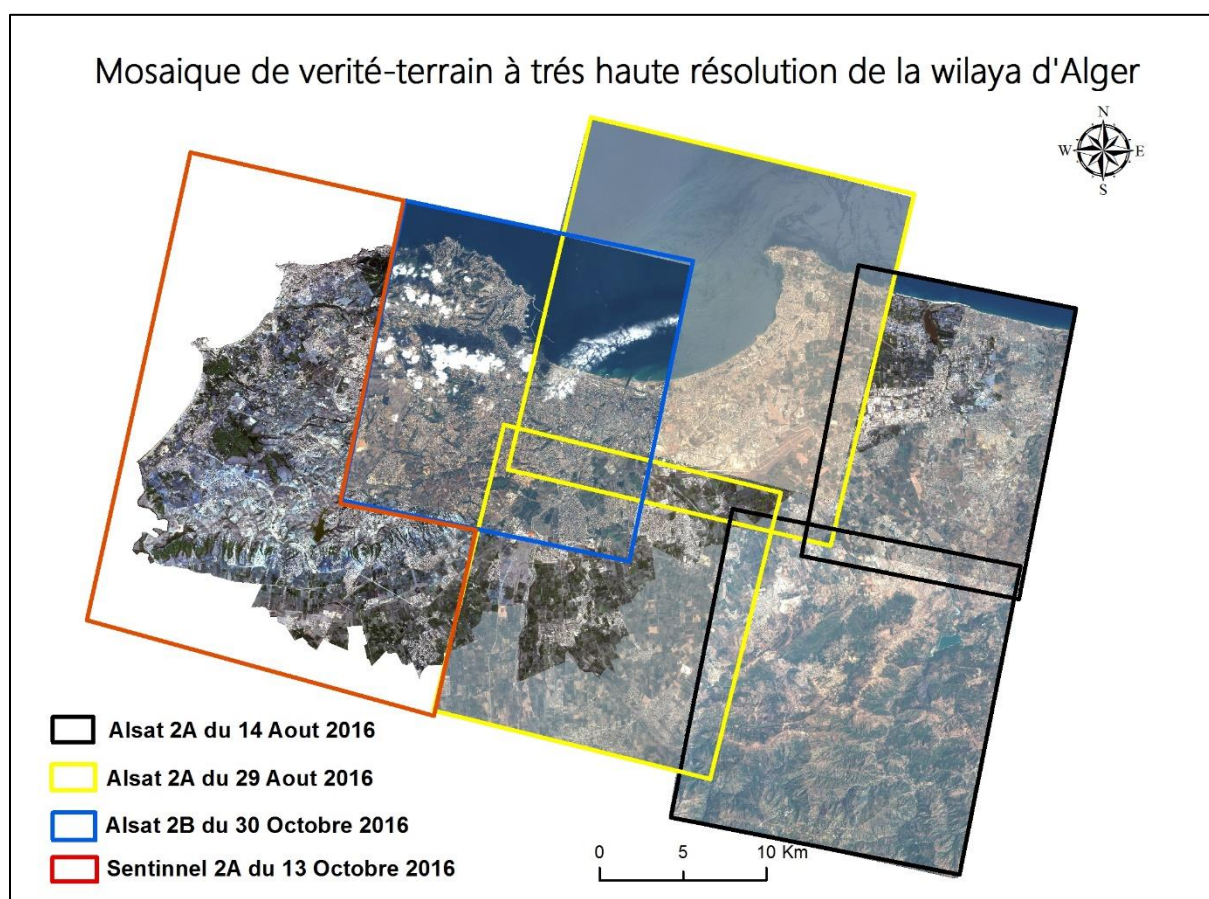 Mosaique de verité-terrain à trés haute résolution de la wilaya d'Alger
N
W E
S
Alsat 2A du 14 Aout 2016
Alsat 2A du 29 Aout 2016
Alsat 2B du 30 Octobre 2016
Sentinnel 2A du 13 Octobre 2016
0 5 10 Km